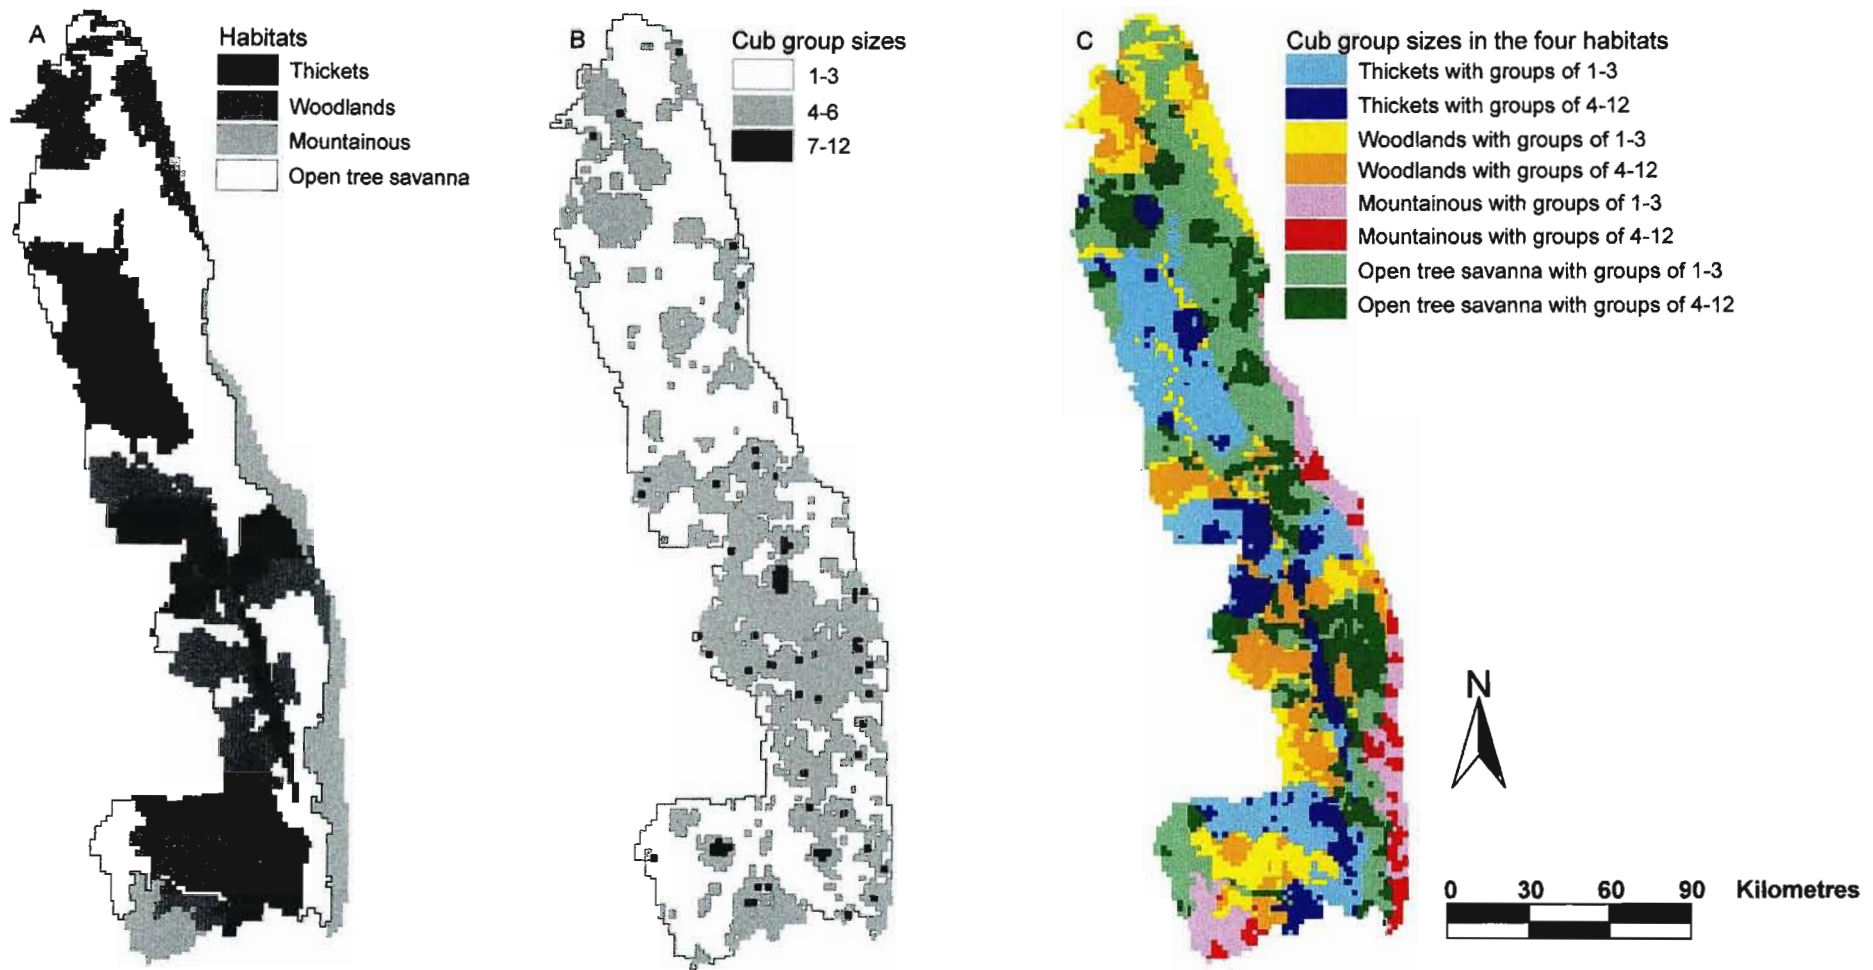 A
Habitats
Thickets
Woodlands
Mountainous
Open tree savanna
B
Cub group sizes
1-3
4-6
7-12
C
Cub group sizes in the four habitats
Thickets with groups of 1-3
Thickets with groups of 4-12
Woodlands with groups of 1-3
Woodlands with groups of 4-12
Mountainous with groups of 1-3
Mountainous with groups of 4-12
Open tree savanna with groups of 1-3
Open tree savanna with groups of 4-12
N
0 30 60 90 Kilometres